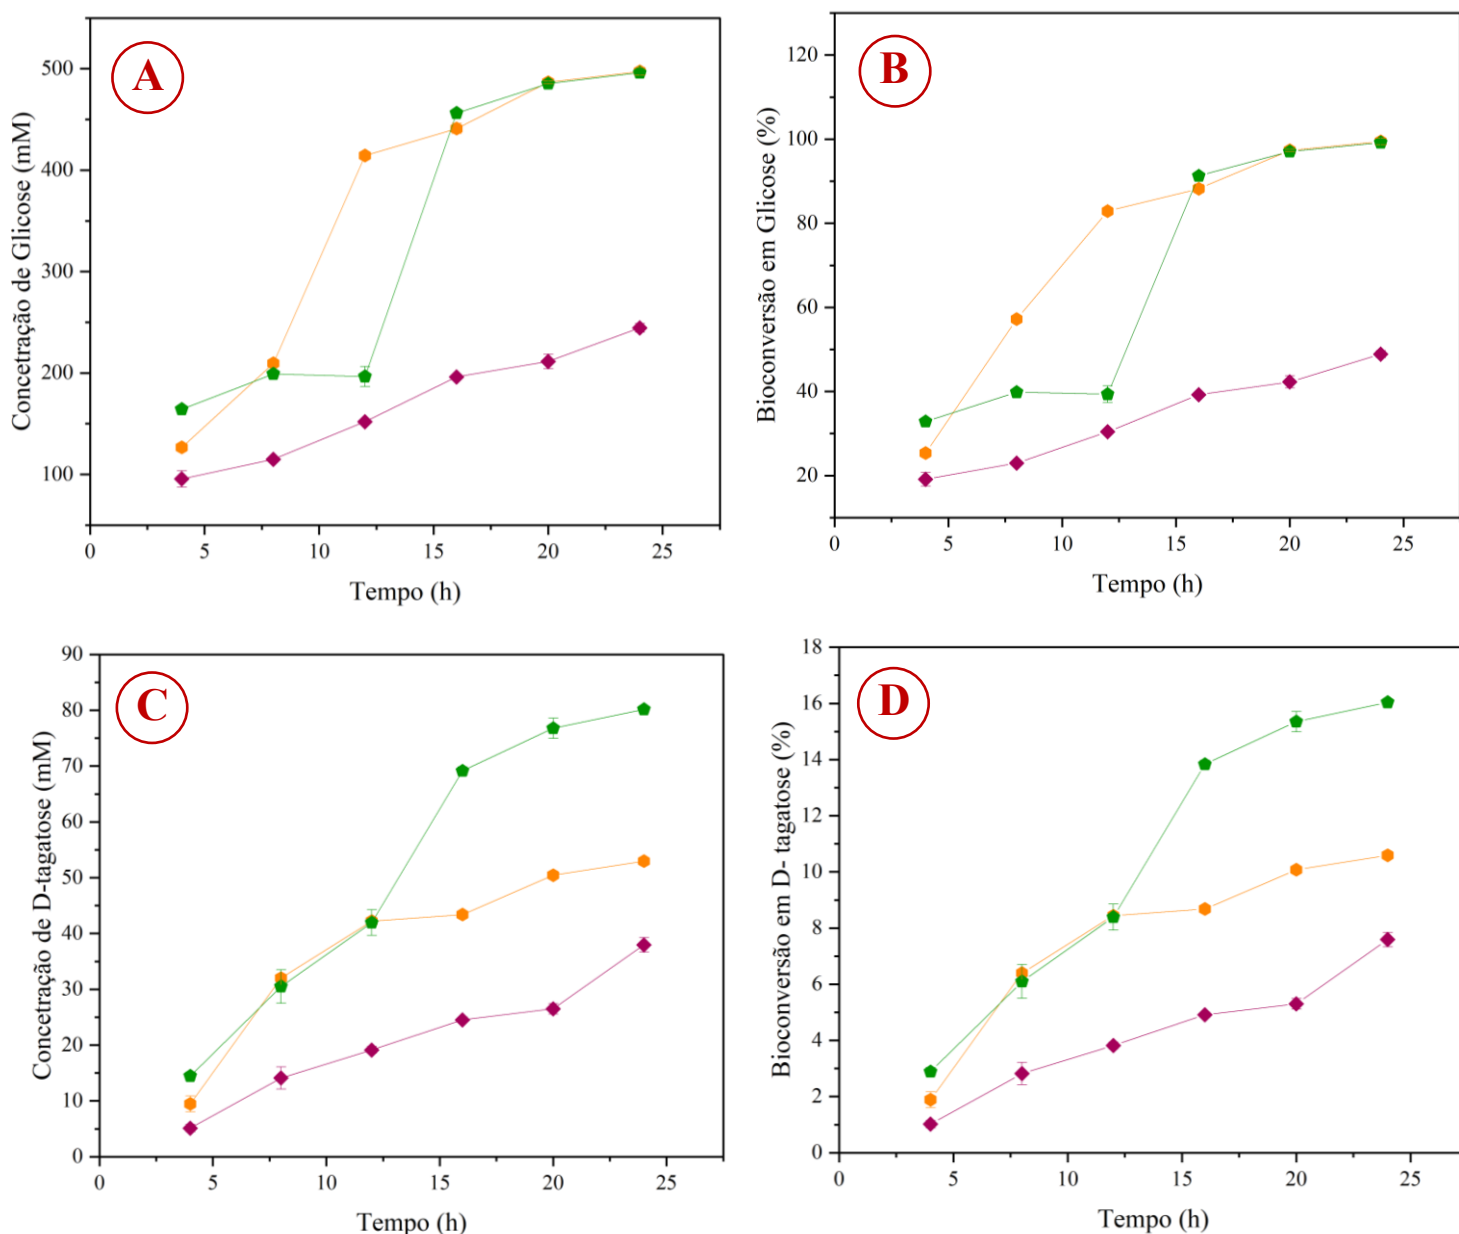 A
Concetração de Glicose (mM)
500
400
300
200
100
0 5 10 15 20 25
Tempo (h)
B
Bioconversão em Glicose (%)
120
100
80
60
40
20
0 5 10 15 20 25
Tempo (h)
C
Concetração de D-tagatose (mM)
90
80
70
60
50
40
30
20
10
0
0 5 10 15 20 25
Tempo (h)
D
Bioconversão em D- tagatose (%)
18
16
14
12
10
8
6
4
2
0
0 5 10 15 20 25
Tempo (h)